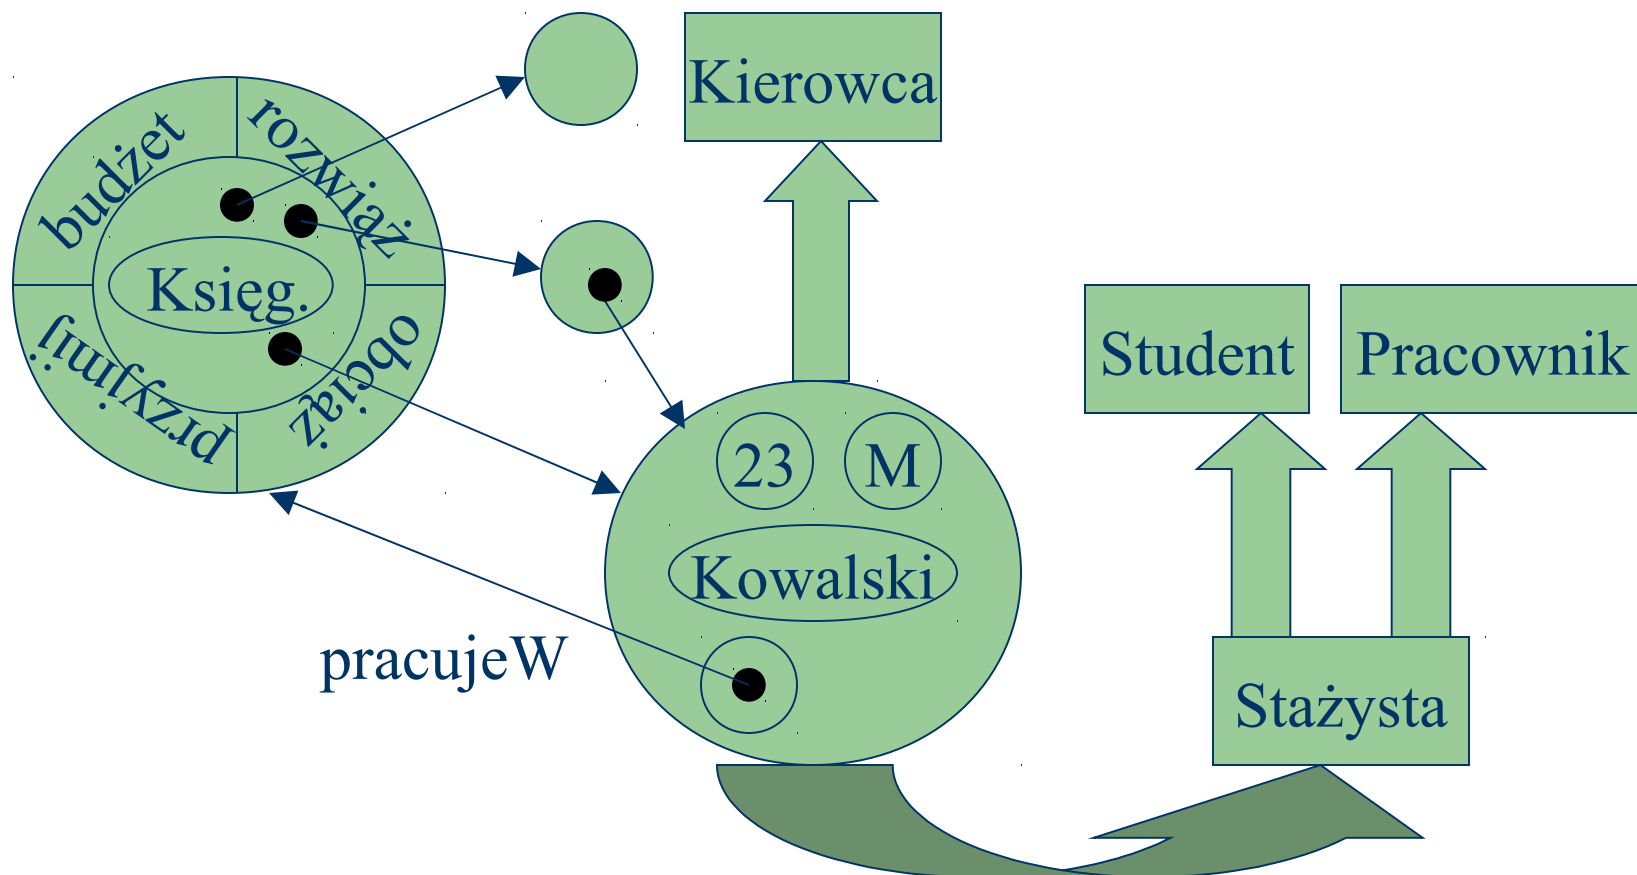 Kierowca
budżet
rozwiąż
Księg.
przyjmij
obciąż
Student
Pracownik
23
M
Kowalski
pracujeW
Stażysta